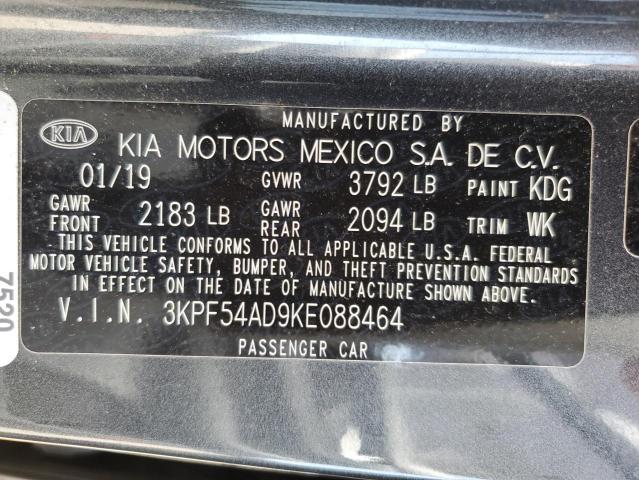 MANUFACTURED BY
KIA KIA MOTORS MEXICO S.A. DE C.V.
01/19 GVWR 3792 LB PAINT KDG
GAWR FRONT 2183 LB GAWR REAR 2094 LB TRIM WK
THIS VEHICLE CONFORMS TO ALL APPLICABLE U.S.A. FEDERAL
MOTOR VEHICLE SAFETY, BUMPER, AND THEFT PREVENTION STANDARDS
IN EFFECT ON THE DATE OF MANUFACTURE SHOWN ABOVE
V.I.N. 3KPF54AD9KE088464
PASSENGER CAR
7520